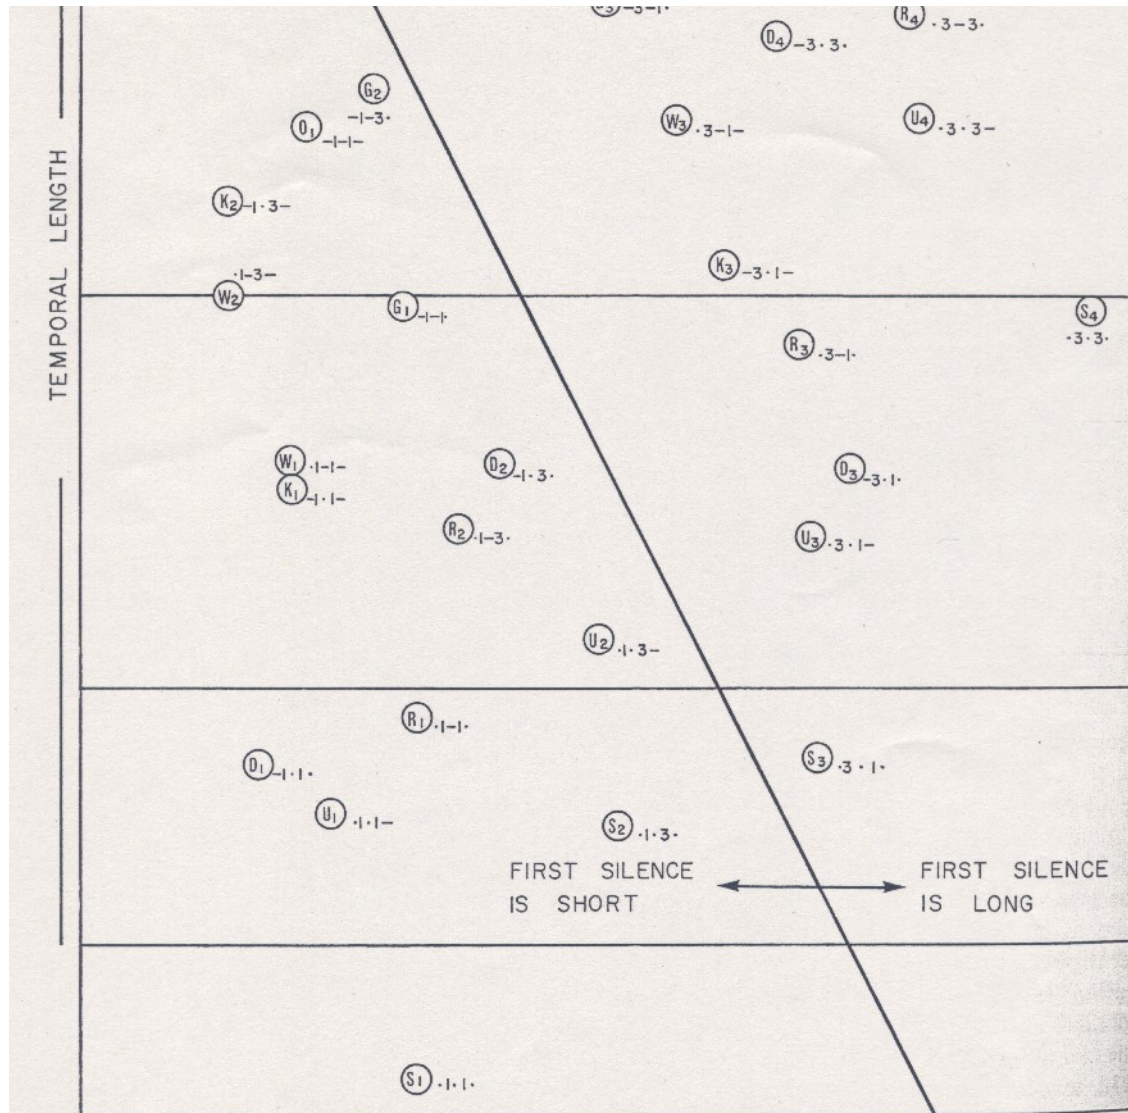 -3-1·
R4 ·3-3·
D4 -3·3·
G2 -1-3·
O1 -1-1-
W3 ·3-1-
U4 ·3·3-
K2 -1·3-
K3 -3·1-
·1-3-
W2
G1 -1-1·
S4 ·3·3·
R3 ·3-1·
W1 ·1-1-
D2 -1·3·
D3 -3·1·
K1 -1·1-
R2 ·1-3·
U3 ·3·1-
U2 ·1·3-
R1 ·1-1·
D1 -1·1·
S3 ·3·1·
U1 ·1·1-
S2 ·1·3·
FIRST SILENCE
IS SHORT
FIRST SILENCE
IS LONG
S1 ·1·1·
TEMPORAL LENGTH